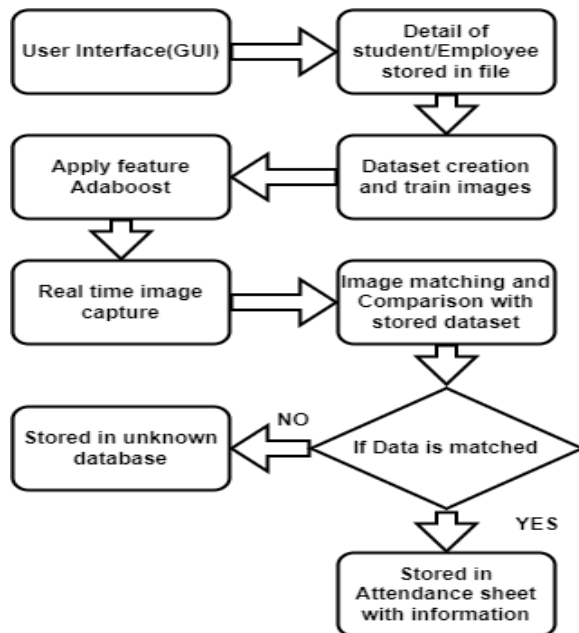 User Interface(GUI)
Detail of
student/Employee
stored in file
Dataset creation
and train images
Apply feature
Adaboost
Real time image
capture
Image matching and
Comparison with
stored dataset
If Data is matched
NO
Stored in unknown
database
YES
Stored in
Attendance sheet
with information